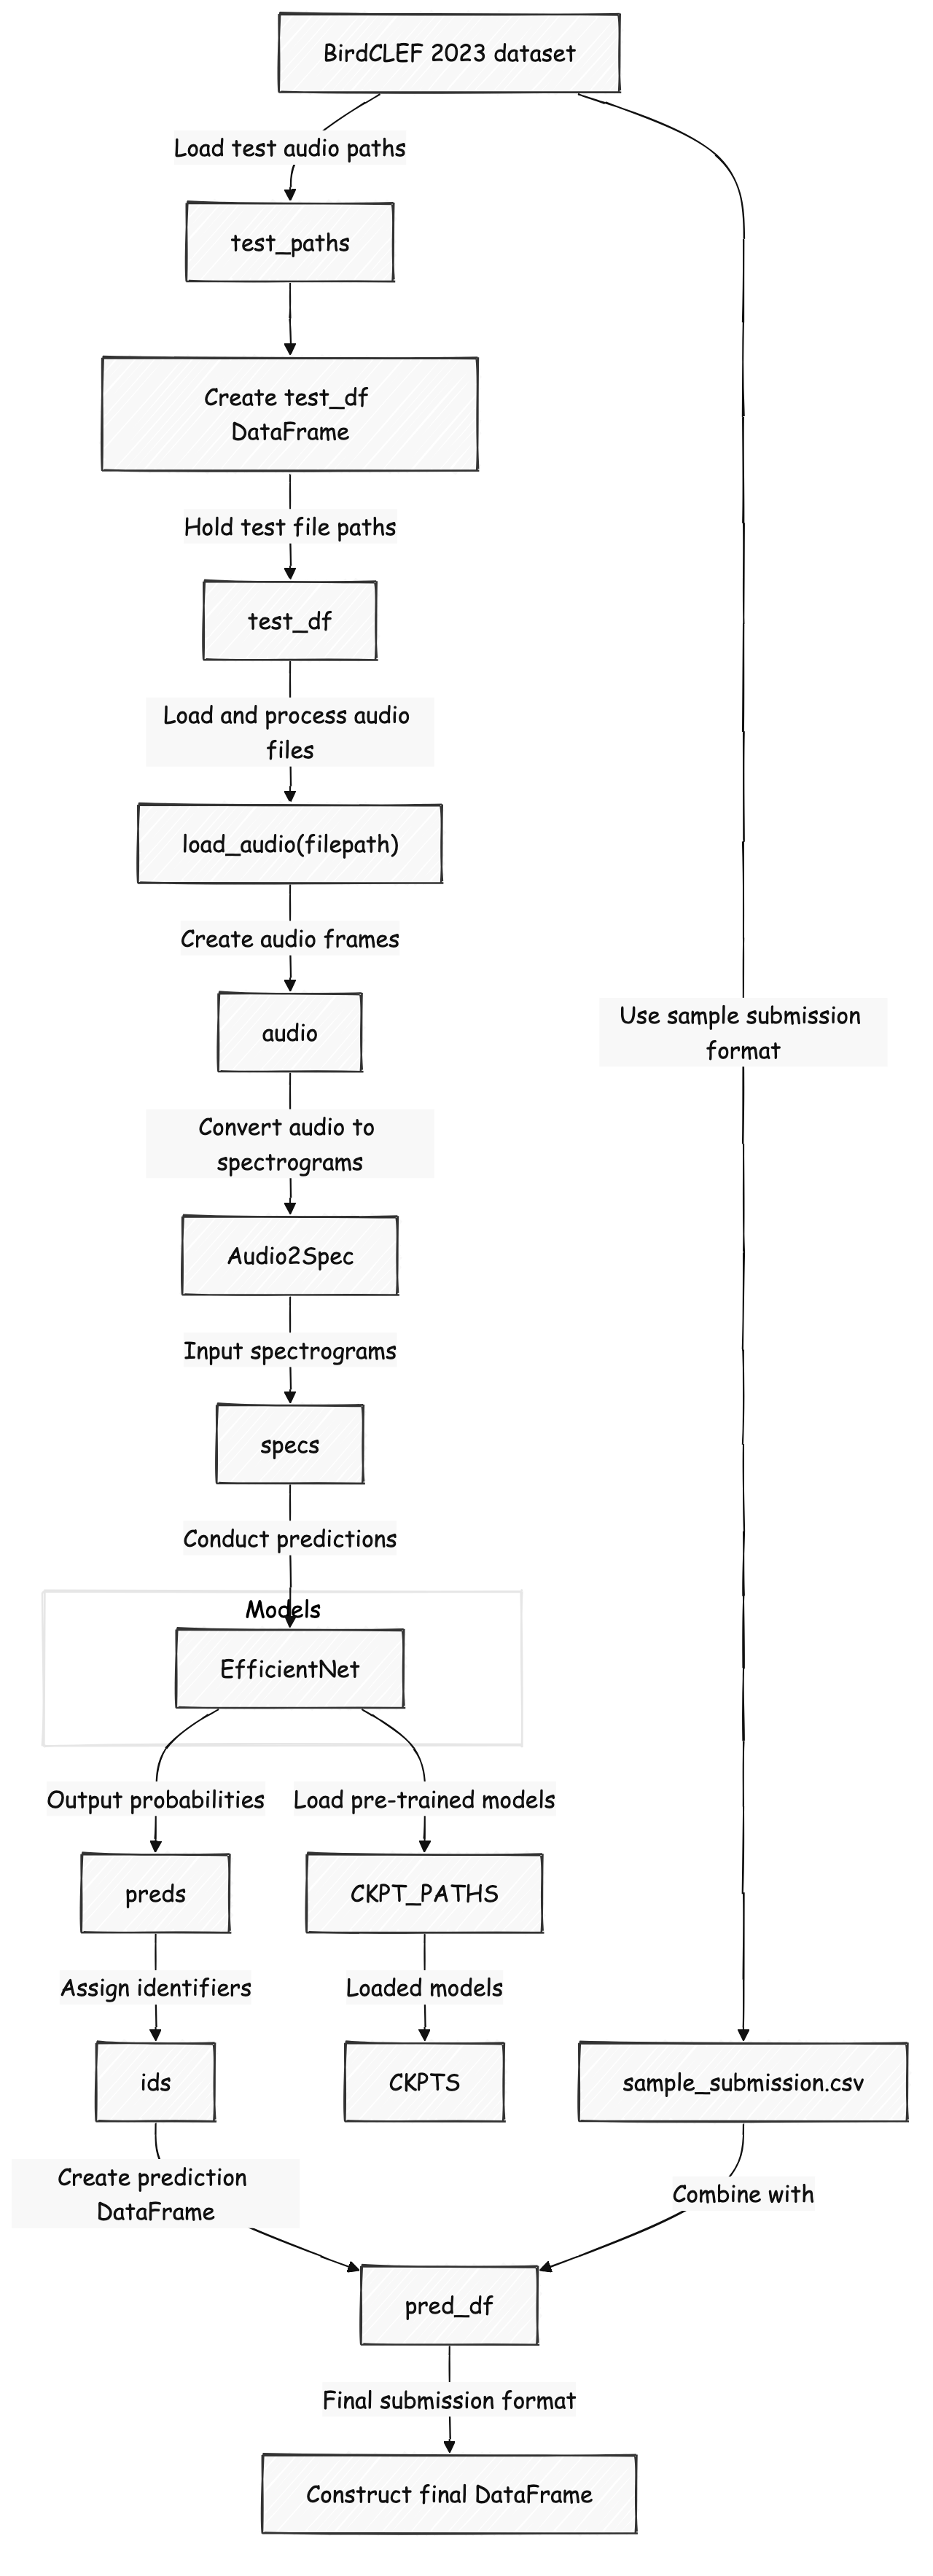 BirdCLEF 2023 dataset
Load test audio paths
test_paths
Create test_df
DataFrame
Hold test file paths
test_df
Load and process audio
files
load_audio(filepath)
Create audio frames
audio
Use sample submission
format
Convert audio to
spectrograms
Audio2Spec
Input spectrograms
specs
Conduct predictions
Models
EfficientNet
Output probabilities
Load pre-trained models
preds
CKPT_PATHS
Assign identifiers
Loaded models
ids
CKPTS
sample_submission.csv
Create prediction
DataFrame
Combine with
pred_df
Final submission format
Construct final DataFrame